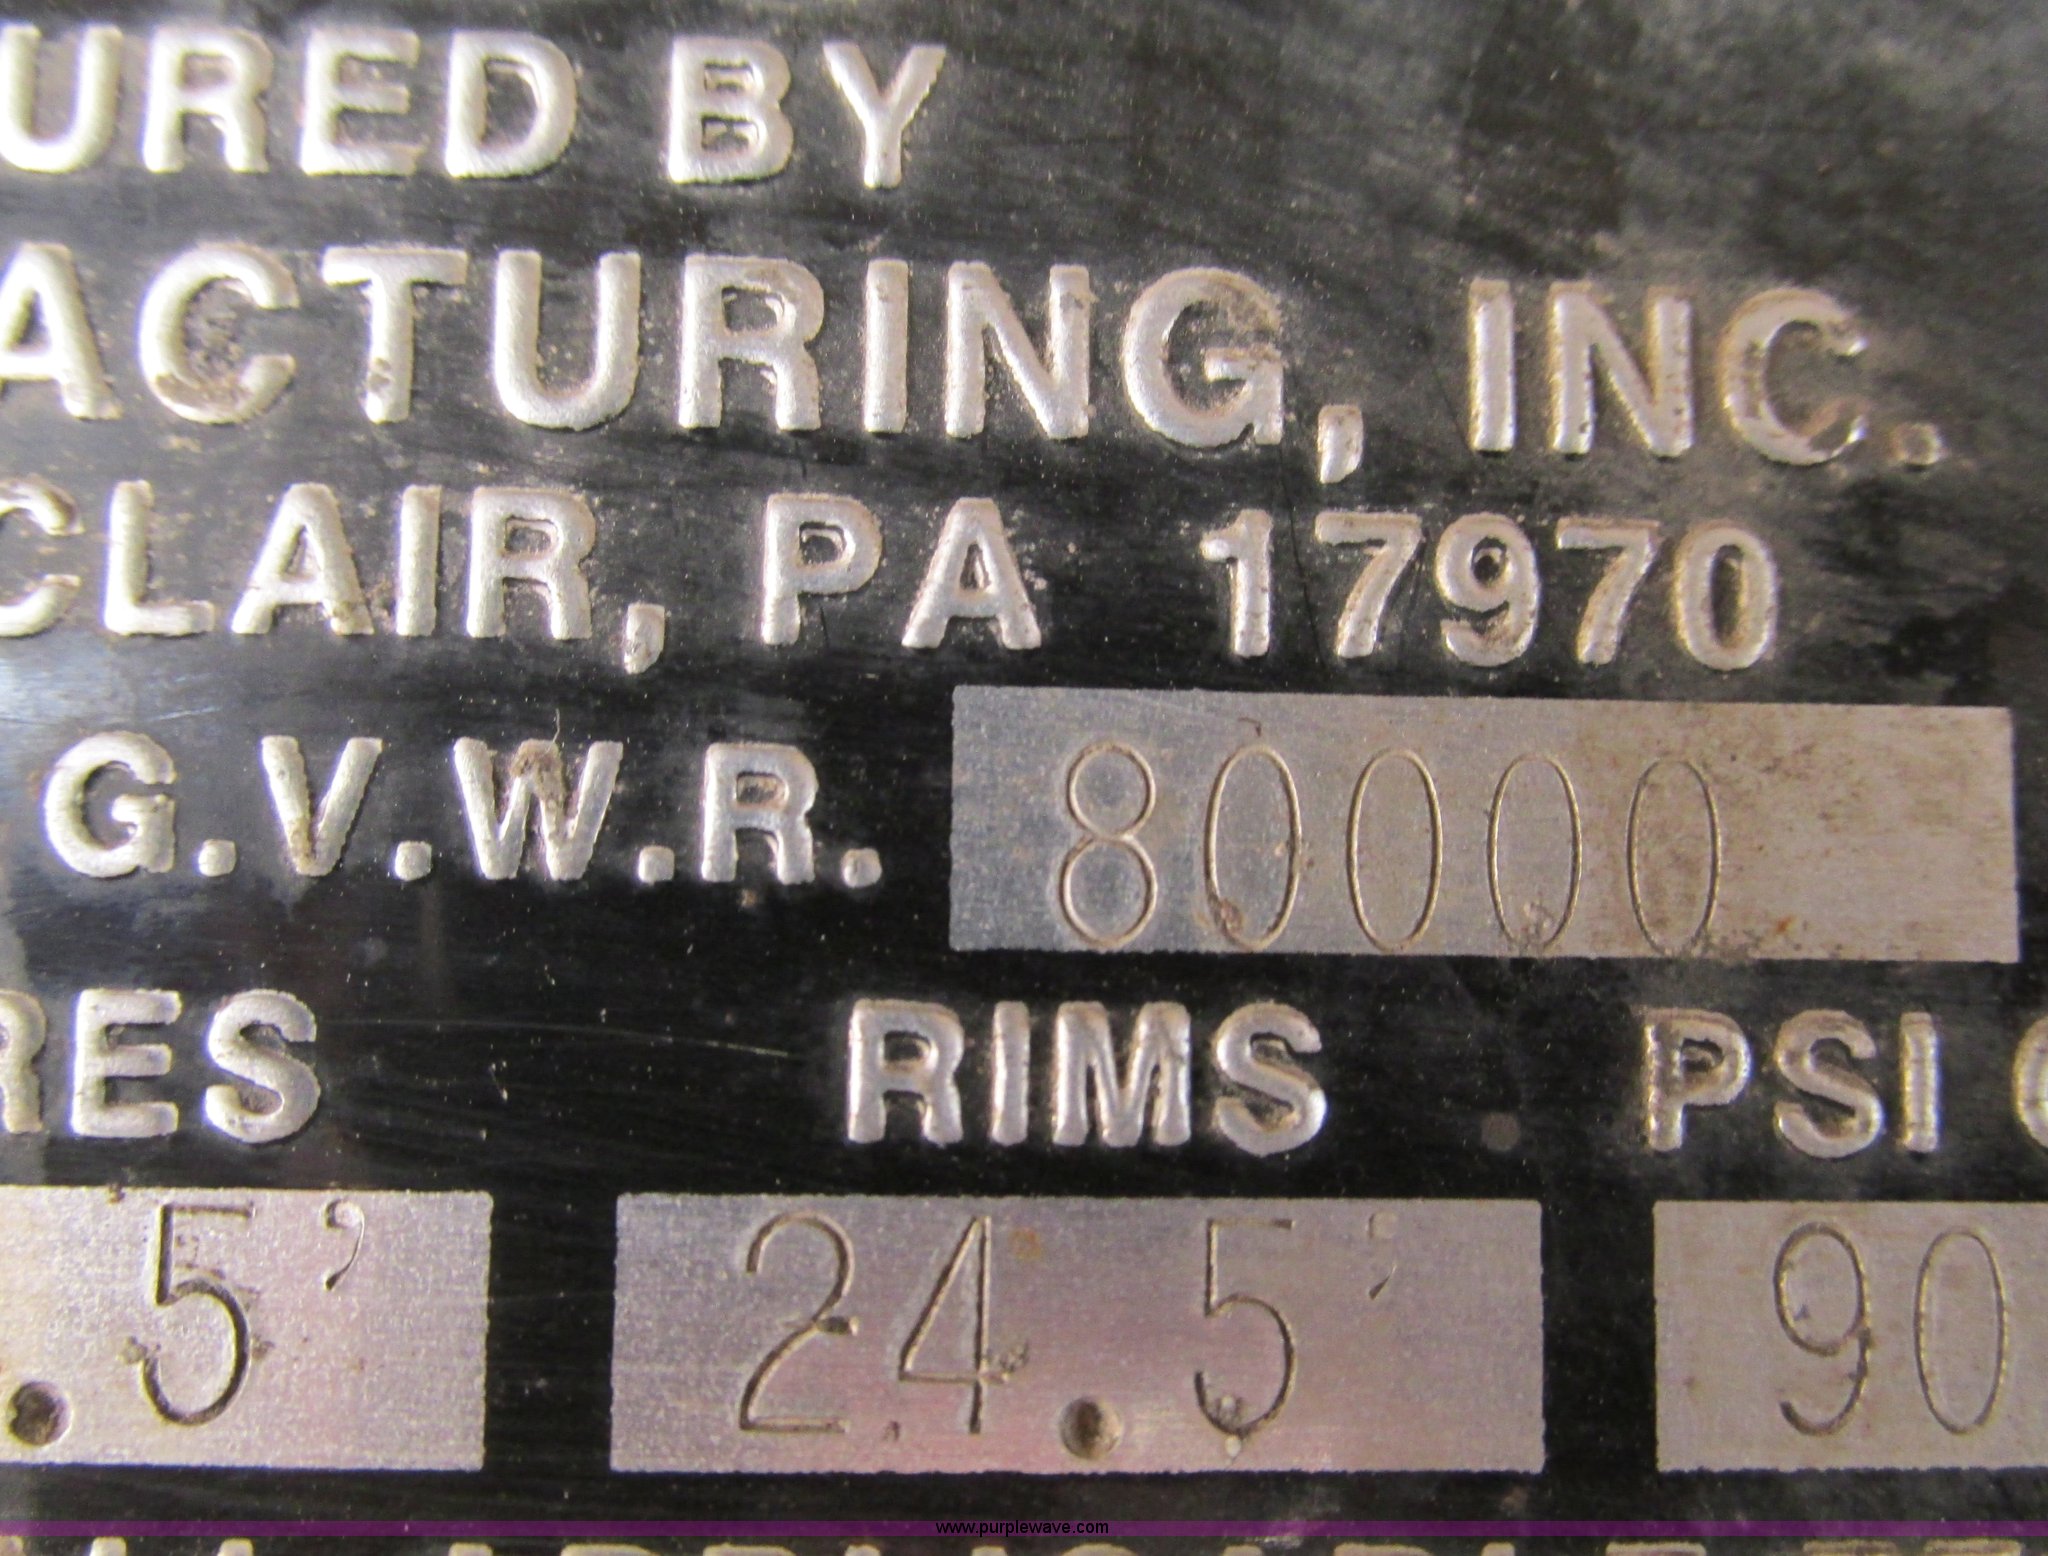 URED BY
ACTURING, INC.
CLAIR, PA 17970
G.V.W.R. 80000
RES RIMS PSI
.5' 24.5' 90
www.purplewave.com